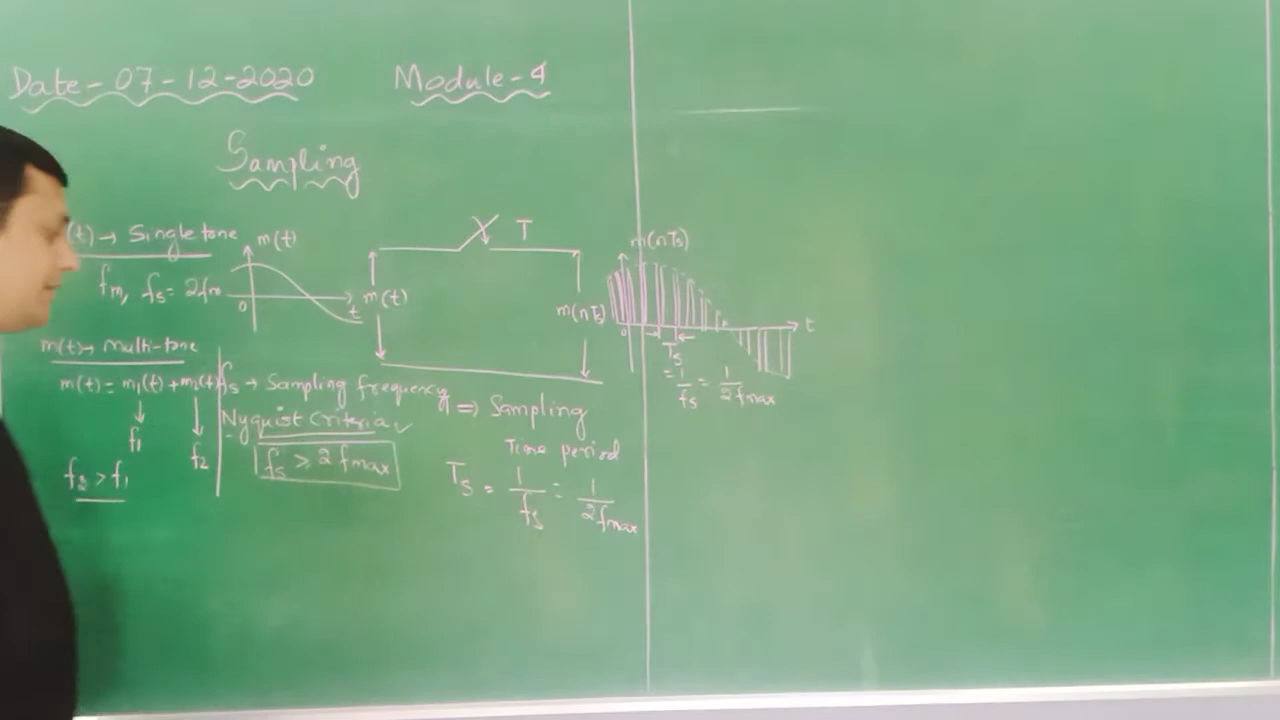 Date - 07-12-2020
Module-4
Sampling
(t) → Single tone
fm, fs = 2fm
m(t)
0
t
m(t) → Multi-tone
m(t) = m1(t) + m2(t)
f1
f2
f2 > f1
T
m(t)
m(nTs)
fs → Sampling frequency
Nyquist Criteria
fs ≥ 2 fmax
⇒ Sampling
Time period
Ts = 1/fs = 1/2fmax
m(nTs)
0
t
Ts
= 1/fs = 1/2fmax